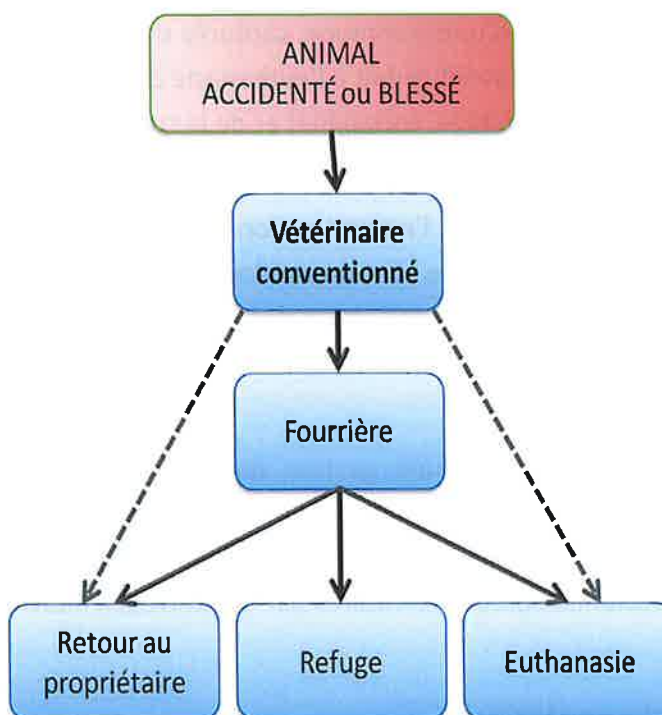 ANIMAL
ACCIDENTÉ ou BLESSÉ
Vétérinaire
conventionné
Fourrière
Retour au
propriétaire
Refuge
Euthanasie